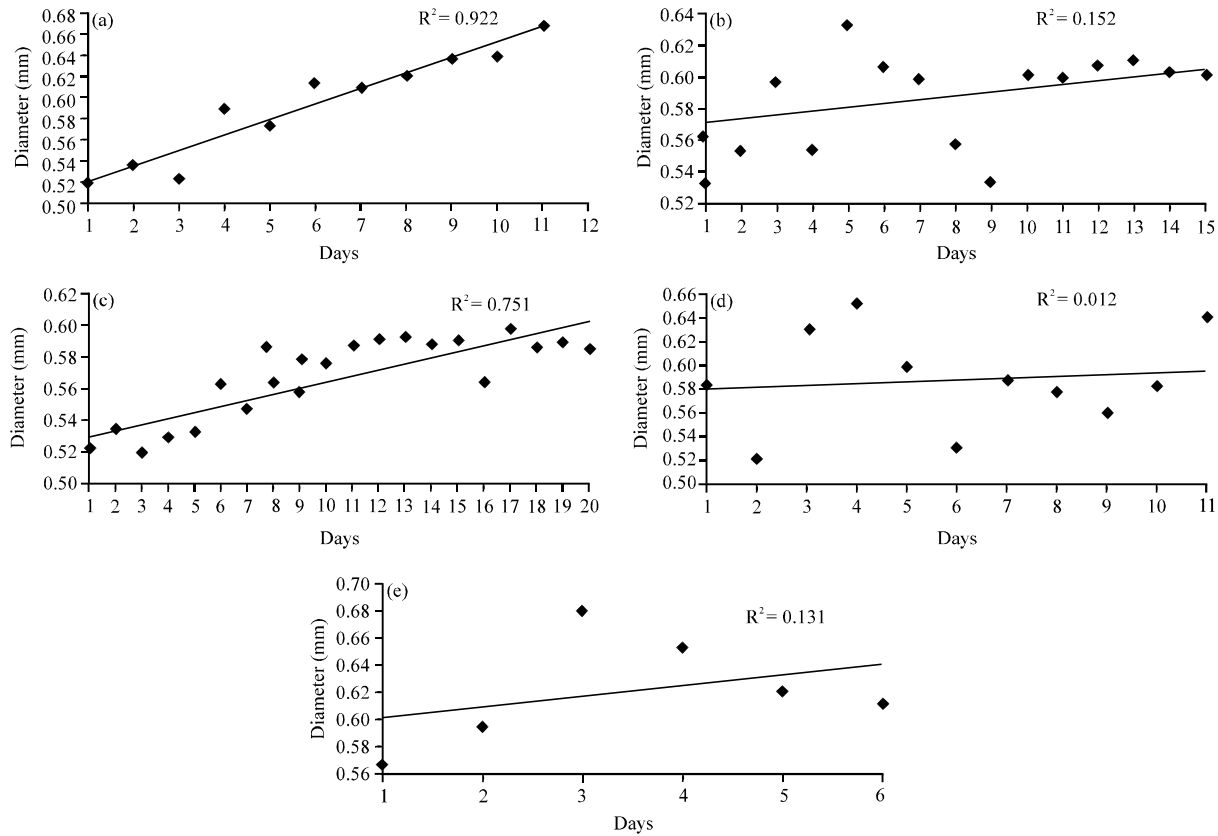 (a)
R² = 0.922
0.68
0.66
0.64
0.62
0.60
0.58
0.56
0.54
0.52
0.50
Diameter (mm)
1 2 3 4 5 6 7 8 9 10 11 12
Days
(b)
R² = 0.152
0.64
0.62
0.60
0.58
0.56
0.54
0.52
Diameter (mm)
1 2 3 4 5 6 7 8 9 10 11 12 13 14 15
Days
(c)
R² = 0.751
0.62
0.60
0.58
0.56
0.54
0.52
0.50
Diameter (mm)
1 2 3 4 5 6 7 8 9 10 11 12 13 14 15 16 17 18 19 20
Days
(d)
R² = 0.012
0.66
0.64
0.62
0.60
0.58
0.56
0.54
0.52
0.50
Diameter (mm)
1 2 3 4 5 6 7 8 9 10 11
Days
(e)
R² = 0.131
0.70
0.68
0.66
0.64
0.62
0.60
0.58
0.56
Diameter (mm)
1 2 3 4 5 6
Days